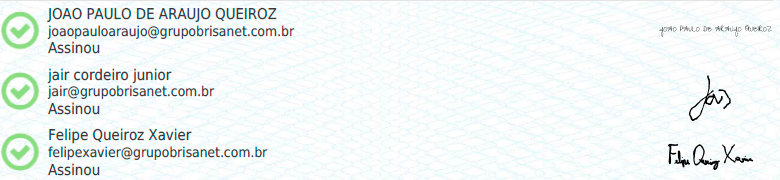 JOAO PAULO DE ARAUJO QUEIROZ
joaopauloaraujo@grupobrisanet.com.br
Assinou
JOAO PAULO DE ARAUJO QUEIROZ
jair cordeiro junior
jair@grupobrisanet.com.br
Assinou
Jair
Felipe Queiroz Xavier
felipexavier@grupobrisanet.com.br
Assinou
Felipe Queiroz Xavier